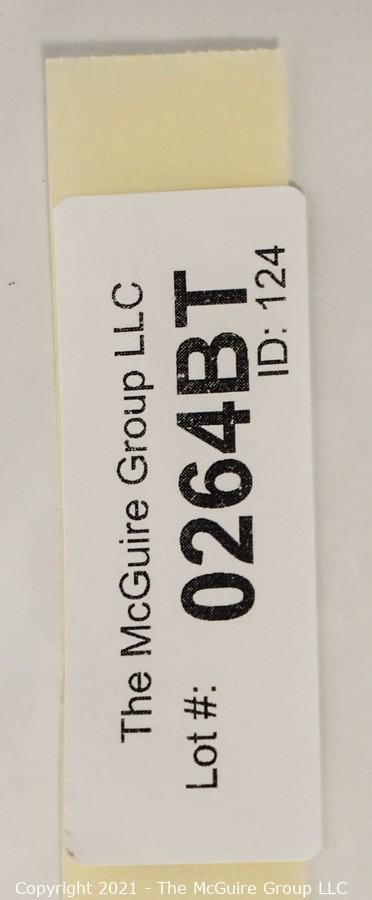 The McGuire Group LLC
Lot #: 0264BT
ID: 124
Copyright 2021 - The McGuire Group LLC